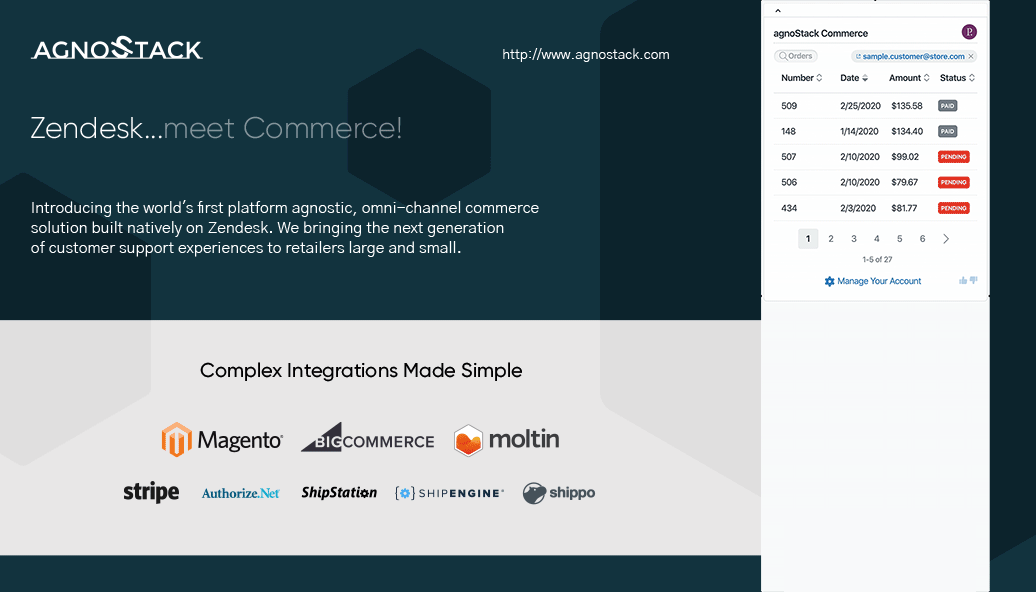 AGNOSTACK
http://www.agnostack.com
Zendesk...meet Commerce!
Introducing the world's first platform agnostic, omni-channel commerce
solution built natively on Zendesk. We bringing the next generation
of customer support experiences to retailers large and small.
Complex Integrations Made Simple
Magento
BIGCOMMERCE
moltin
stripe
Authorize.Net
ShipStation
SHIPENGINE
shippo
agnoStack Commerce
Orders
sample.customer@store.com
Number Date Amount Status
509 2/25/2020 $135.58 PAID
148 1/14/2020 $134.40 PAID
507 2/10/2020 $99.02 PENDING
506 2/10/2020 $79.67 PENDING
434 2/3/2020 $81.77 PENDING
1 2 3 4 5 6
1-5 of 27
Manage Your Account